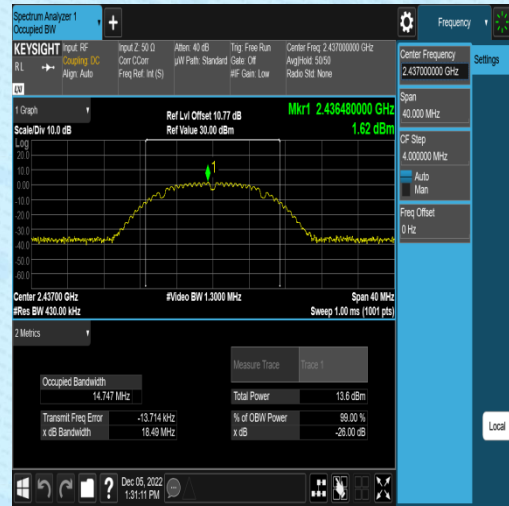 Spectrum Analyzer 1
Occupied BW
+
Frequency
KEYSIGHT Input: RF Input Z: 50 Ω Atten: 40 dB Trig: Free Run Center Freq: 2.437000000 GHz
RL Coupling: DC Corr CCorr µW Path: Standard Gate: Off Avg|Hold: 50/50
Align: Auto Freq Ref: Int (S) #IF Gain: Low Radio Std: None
LXI
Center Frequency
2.437000000 GHz
Settings
Span
40.000 MHz
CF Step
4.000000 MHz
Auto
Man
Freq Offset
0 Hz
Local
1 Graph
Scale/Div 10.0 dB
Ref Lvl Offset 10.77 dB
Ref Value 30.00 dBm
Mkr1 2.436480000 GHz
1.62 dBm
Log
20.0
10.0
0.00
-10.0
-20.0
-30.0
-40.0
-50.0
-60.0
1
Center 2.43700 GHz #Video BW 1.3000 MHz Span 40 MHz
#Res BW 430.00 kHz Sweep 1.00 ms (1001 pts)
2 Metrics
Measure Trace Trace 1
Occupied Bandwidth
14.747 MHz
Total Power 13.6 dBm
Transmit Freq Error -13.714 kHz % of OBW Power 99.00 %
x dB Bandwidth 18.49 MHz x dB -26.00 dB
? Dec 05, 2022
1:31:11 PM